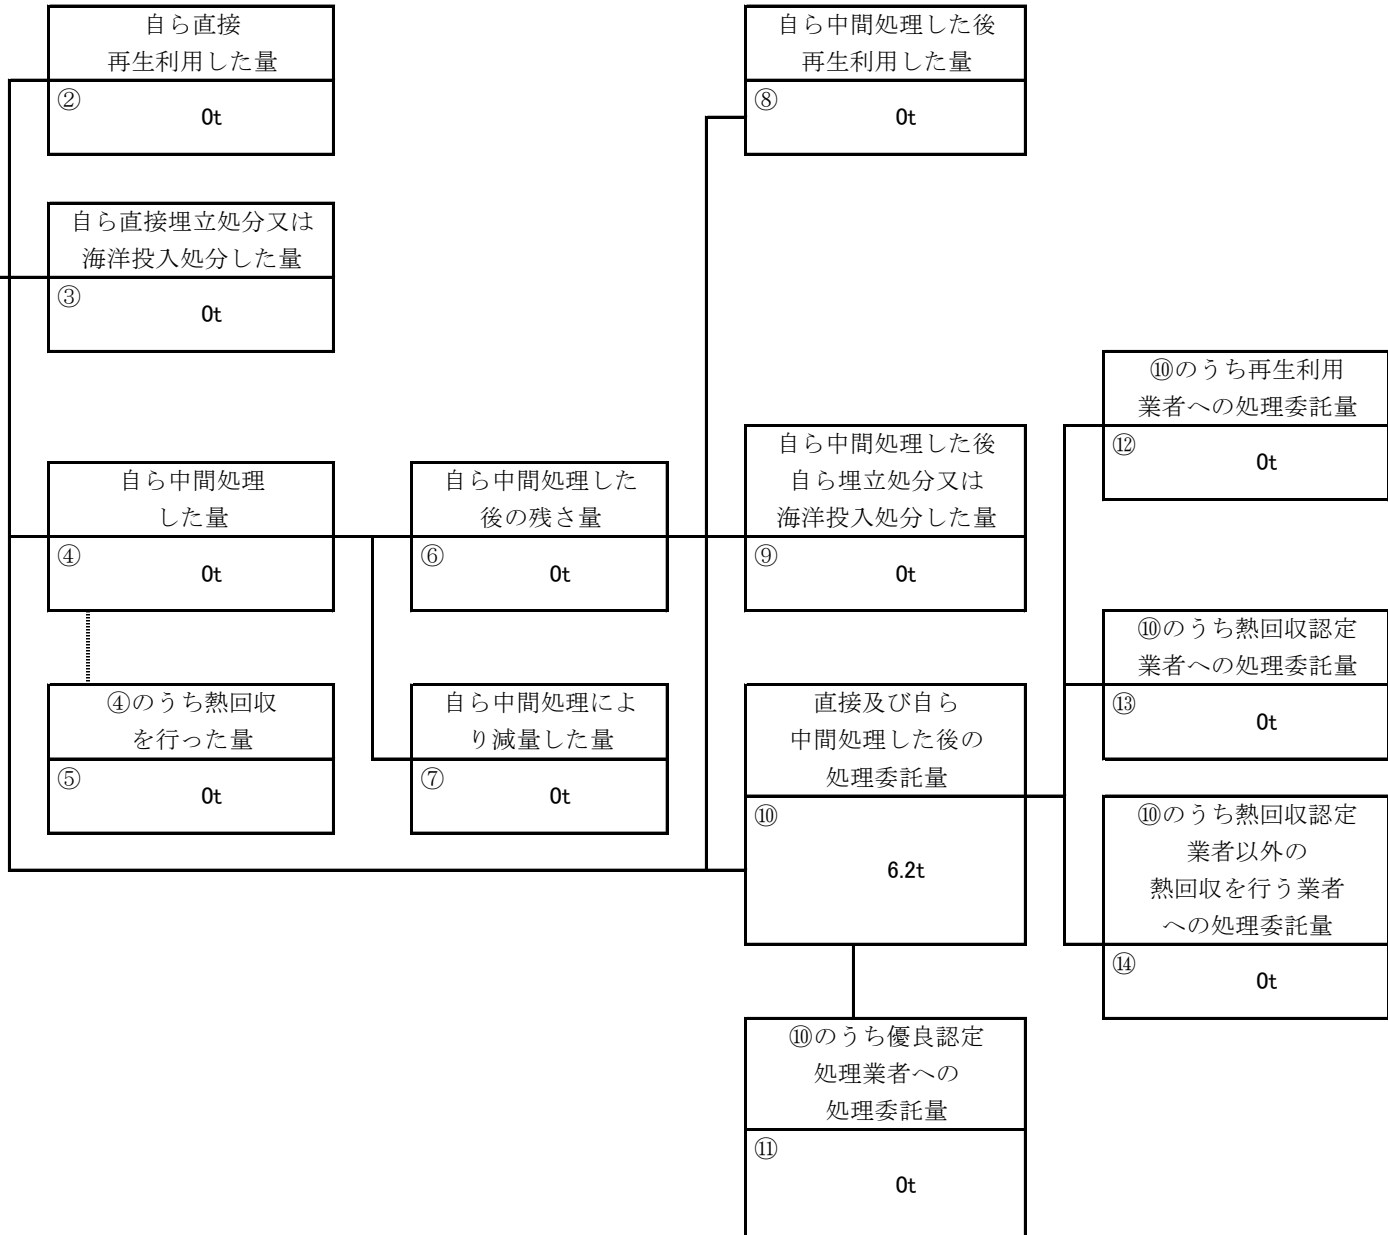 自ら直接
再生利用した量
②
0t
自ら中間処理した後
再生利用した量
⑧
0t
自ら直接埋立処分又は
海洋投入処分した量
③
0t
⑩のうち再生利用
業者への処理委託量
⑫
0t
自ら中間処理
した量
④
0t
自ら中間処理した
後の残さ量
⑥
0t
自ら中間処理した後
自ら埋立処分又は
海洋投入処分した量
⑨
0t
⑩のうち熱回収認定
業者への処理委託量
⑬
0t
④のうち熱回収
を行った量
⑤
0t
自ら中間処理によ
り減量した量
⑦
0t
直接及び自ら
中間処理した後の
処理委託量
⑩
6.2t
⑩のうち熱回収認定
業者以外の
熱回収を行う業者
への処理委託量
⑭
0t
⑩のうち優良認定
処理業者への
処理委託量
⑪
0t